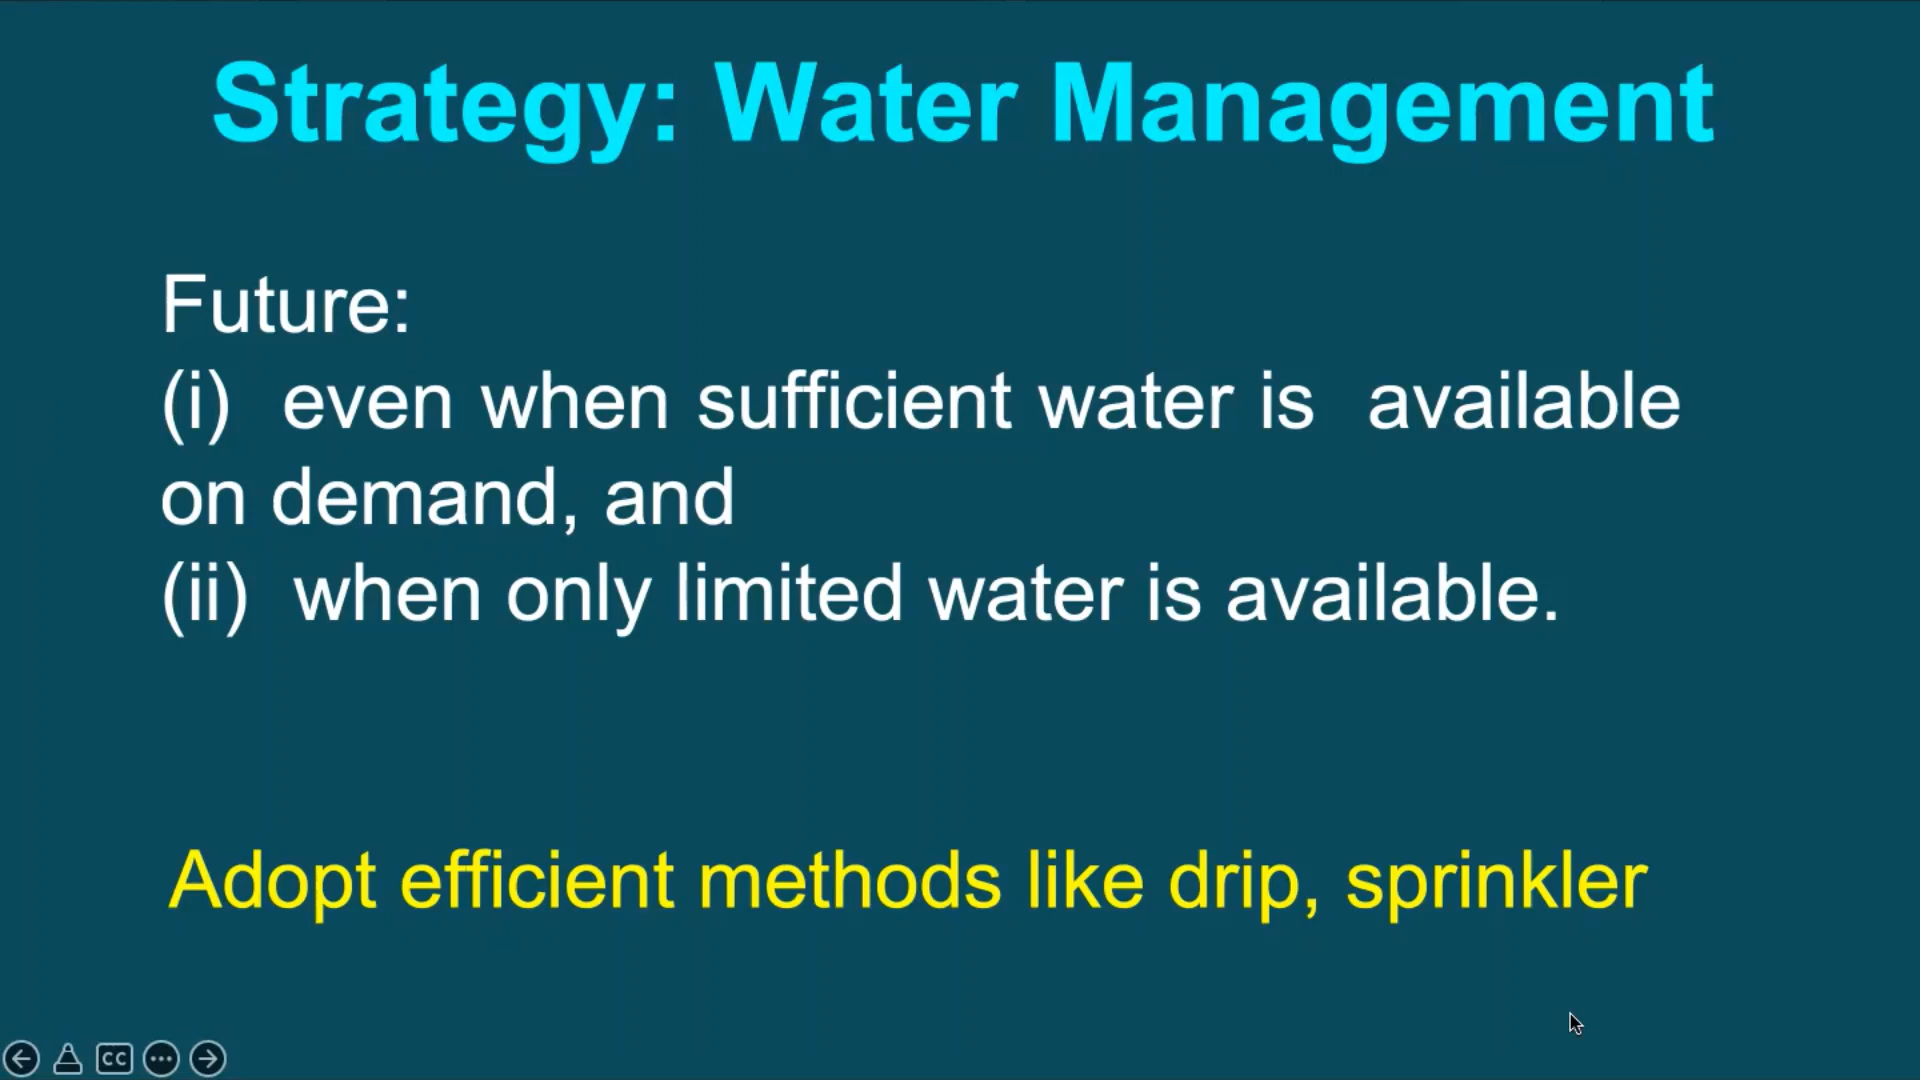 Strategy: Water Management
Future:
(i) even when sufficient water is available
on demand, and
(ii) when only limited water is available.
Adopt efficient methods like drip, sprinkler
CC